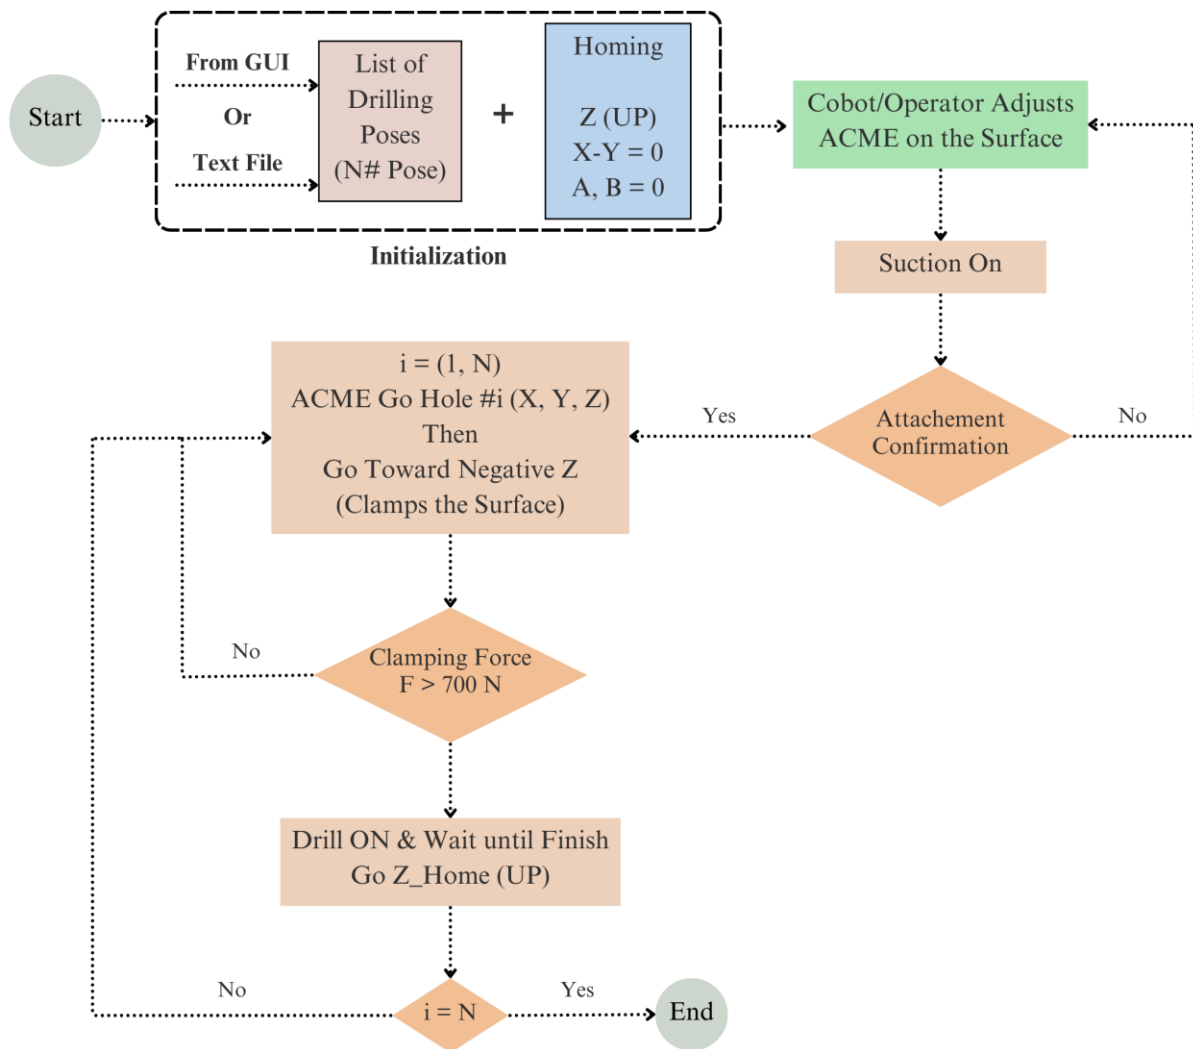 Start
From GUI
Or
Text File
List of
Drilling
Poses
(N# Pose)
+
Homing
Z (UP)
X-Y = 0
A, B = 0
Initialization
Cobot/Operator Adjusts
ACME on the Surface
Suction On
Attachement
Confirmation
Yes
No
i = (1, N)
ACME Go Hole #i (X, Y, Z)
Then
Go Toward Negative Z
(Clamps the Surface)
Clamping Force
F > 700 N
No
Drill ON & Wait until Finish
Go Z_Home (UP)
i = N
No
Yes
End